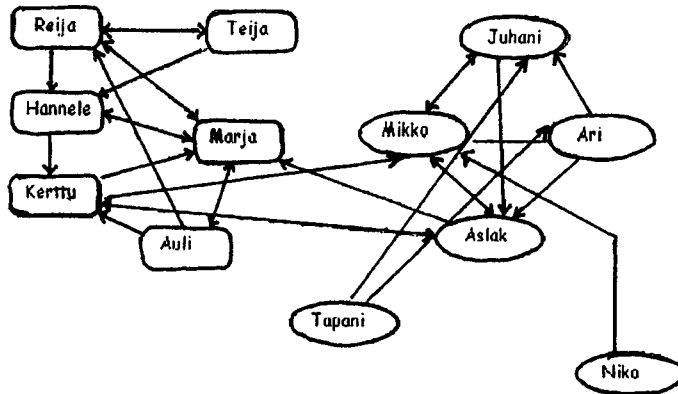 Reija
Teija
Juhani
Hannele
Marja
Mikko
Ari
Kerttu
Auli
Aslak
Tapani
Niko